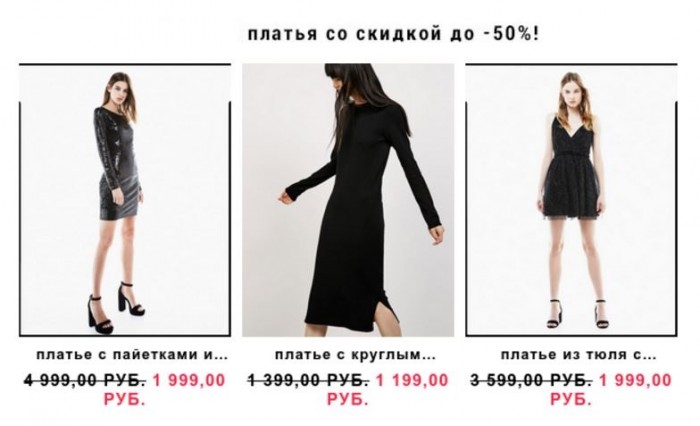 платья со скидкой до -50%!
платье с пайетками и...
4 999,00 РУБ. 1 999,00
РУБ.
платье с круглым...
1 399,00 РУБ. 1 199,00
РУБ.
платье из тюля с...
3 599,00 РУБ. 1 999,00
РУБ.